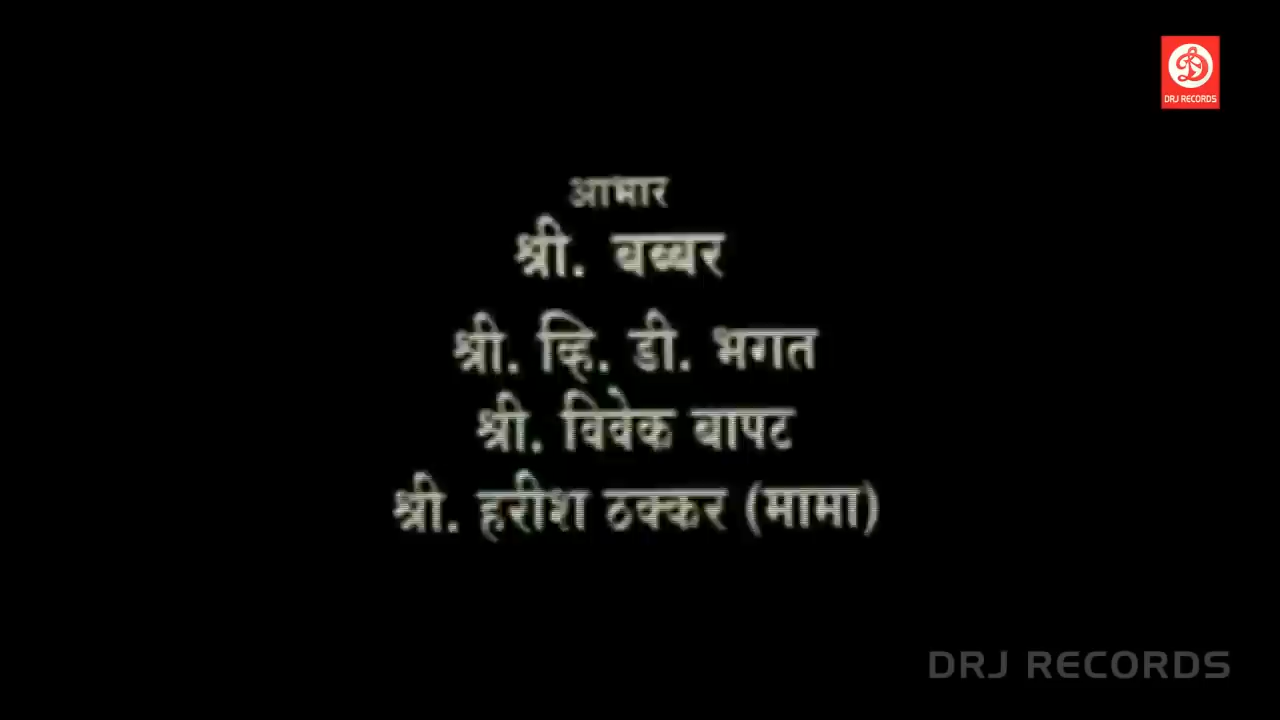 DRJ RECORDS
आभार
श्री. बब्बर
श्री. व्हि. डी. भगत
श्री. विवेक बापट
श्री. हरीश ठक्कर (मामा)
DRJ RECORDS